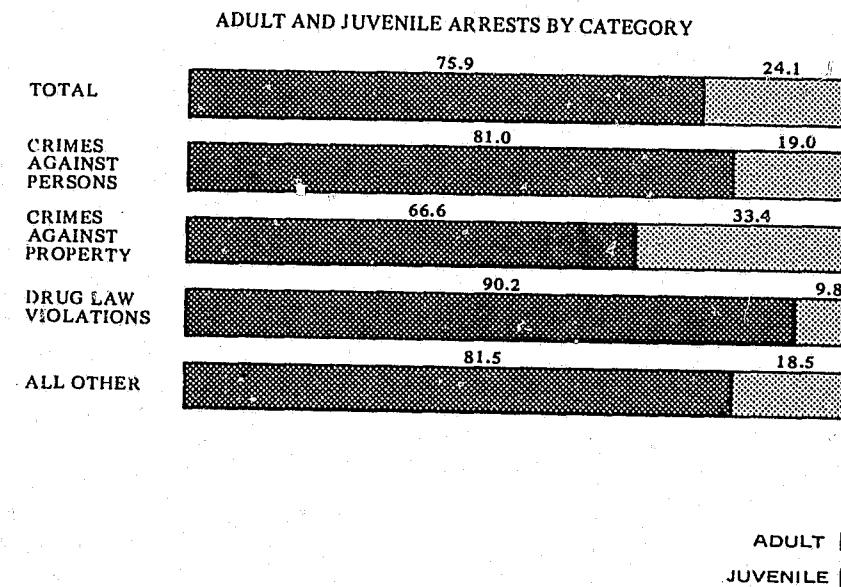 ADULT AND JUVENILE ARRESTS BY CATEGORY
75.9 24.1
TOTAL
81.0 19.0
CRIMES
AGAINST
PERSONS
66.6 33.4
CRIMES
AGAINST
PROPERTY
90.2 9.8
DRUG LAW
VIOLATIONS
81.5 18.5
ALL OTHER
ADULT
JUVENILE